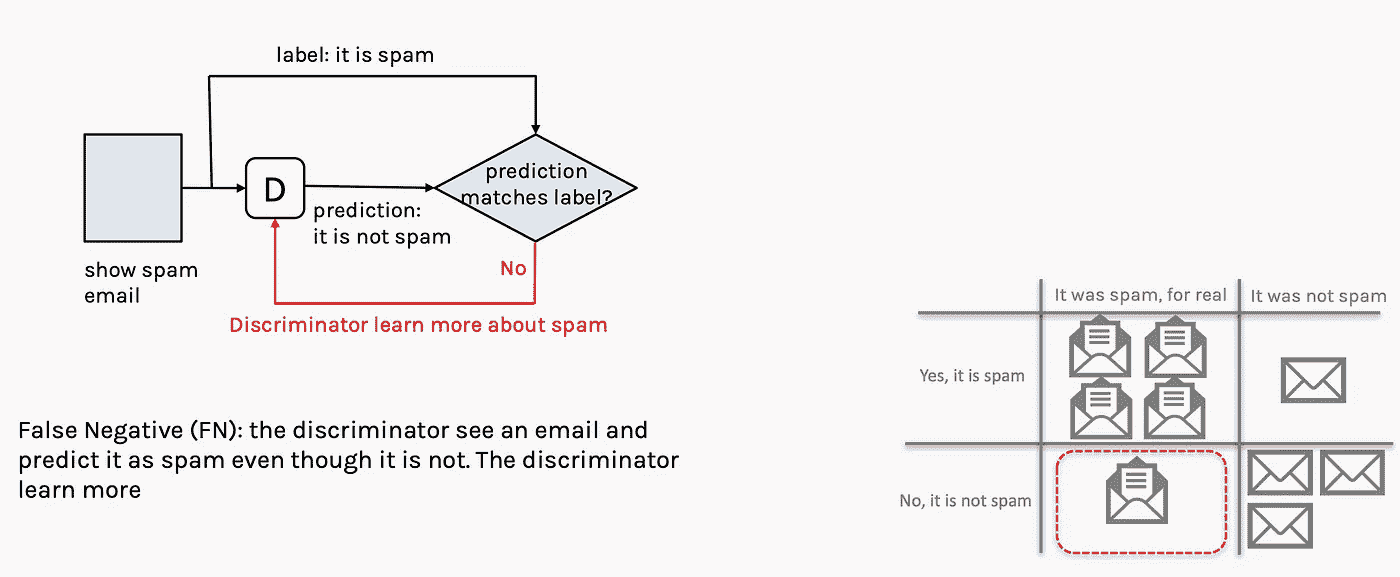 label: it is spam
D
prediction
matches label?
prediction:
it is not spam
show spam
email
No
Discriminator learn more about spam
It was spam, for real
It was not spam
Yes, it is spam
No, it is not spam
False Negative (FN): the discriminator see an email and
predict it as spam even though it is not. The discriminator
learn more